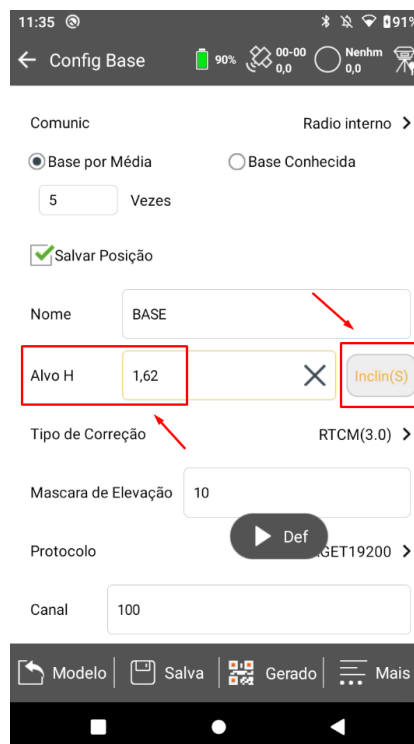 11:35 91%
Config Base 90% 00-00 0,0 Nenhm 0,0
Comunic Radio interno
Base por Média Base Conhecida
5 Vezes
Salvar Posição
Nome BASE
Alvo H 1,62 Inclin(S)
Tipo de Correção RTCM(3.0)
Mascara de Elevação 10
Def
Protocolo GET19200
Canal 100
Modelo Salva Gerado Mais